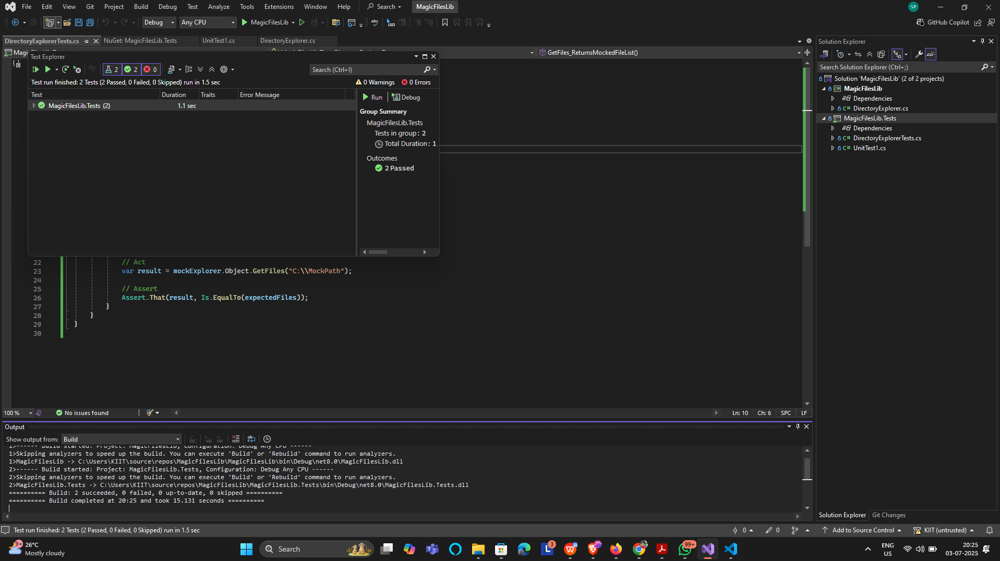 File Edit View Git Project Build Debug Test Analyze Tools Extensions Window Help Search MagicFilesLib SP
Debug Any CPU MagicFilesLib GitHub Copilot
DirectoryExplorerTests.cs NuGet: MagicFilesLib.Tests UnitTest1.cs DirectoryExplorer.cs
GetFiles_ReturnsMockedFileList()
Test Explorer
2 2 0 Search (Ctrl+I)
Test run finished: 2 Tests (2 Passed, 0 Failed, 0 Skipped) run in 1.5 sec 0 Warnings 0 Errors
Test Duration Traits Error Message
MagicFilesLib.Tests (2) 1.1 sec
Run Debug
Group Summary
MagicFilesLib.Tests
Tests in group: 2
Total Duration: 1
Outcomes
2 Passed
22 // Act
23 var result = mockExplorer.Object.GetFiles("C:\\MockPath");
24
25 // Assert
26 Assert.That(result, Is.EqualTo(expectedFiles));
27 }
28 }
29 }
30
100 % No issues found Ln: 10 Ch: 6 SPC LF
Output
Show output from: Build
1>------ Build started: Project: MagicFilesLib, Configuration: Debug Any CPU ------
1>Skipping analyzers to speed up the build. You can execute 'Build' or 'Rebuild' command to run analyzers.
1>MagicFilesLib -> C:\Users\KIIT\source\repos\MagicFilesLib\MagicFilesLib\bin\Debug\net8.0\MagicFilesLib.dll
2>------ Build started: Project: MagicFilesLib.Tests, Configuration: Debug Any CPU ------
2>Skipping analyzers to speed up the build. You can execute 'Build' or 'Rebuild' command to run analyzers.
2>MagicFilesLib.Tests -> C:\Users\KIIT\source\repos\MagicFilesLib\MagicFilesLib.Tests\bin\Debug\net8.0\MagicFilesLib.Tests.dll
========== Build: 2 succeeded, 0 failed, 0 up-to-date, 0 skipped ==========
========== Build completed at 20:25 and took 15.131 seconds ==========
Solution Explorer
Search Solution Explorer (Ctrl+;)
Solution 'MagicFilesLib' (2 of 2 projects)
MagicFilesLib
Dependencies
C# DirectoryExplorer.cs
MagicFilesLib.Tests
Dependencies
C# DirectoryExplorerTests.cs
C# UnitTest1.cs
Solution Explorer Git Changes
Test run finished: 2 Tests (2 Passed, 0 Failed, 0 Skipped) run in 1.5 sec 0 0 Add to Source Control KIIT (untrusted)
9+ 26°C
Mostly cloudy
Search
3
99+
ENG
US
20:25
03-07-2025